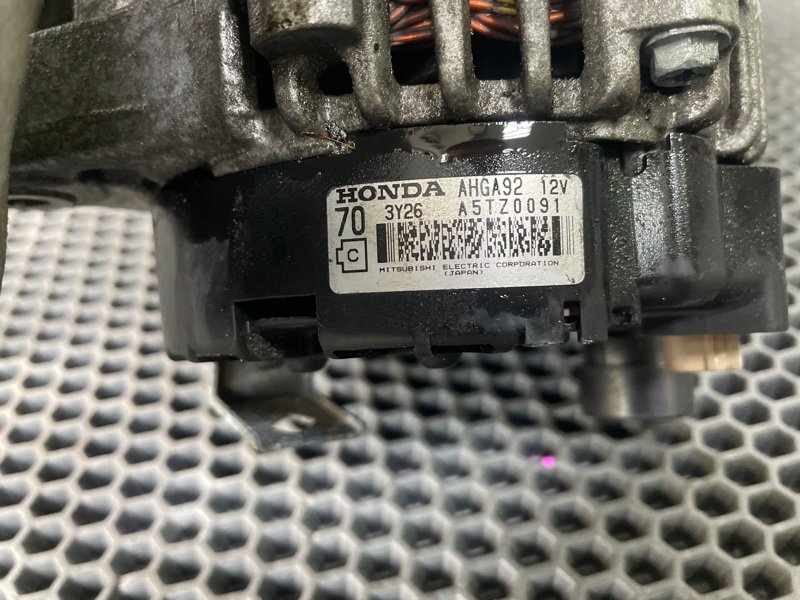 HONDA AHGA92 12V
70 3Y26 A5TZ0091
C
MITSUBISHI ELECTRIC CORPORATION
(JAPAN)